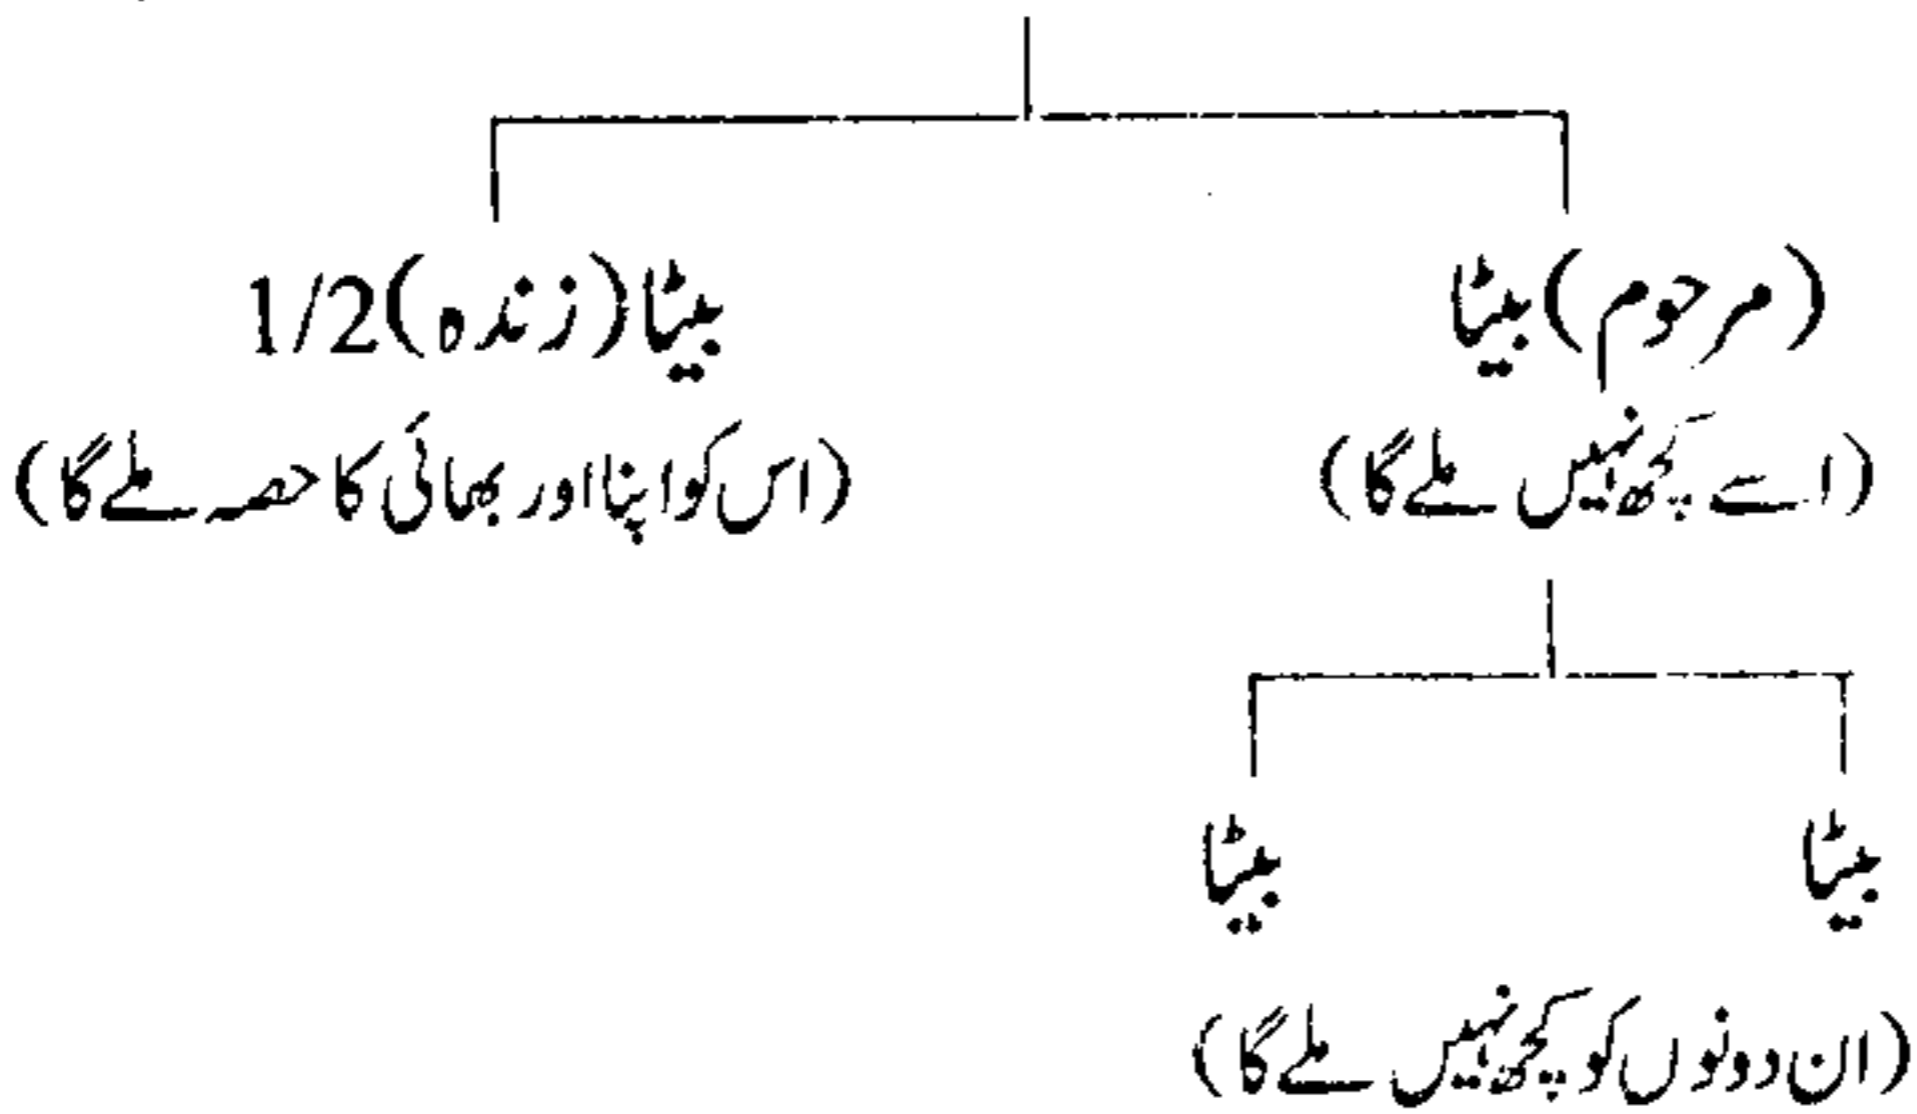 (مرحوم) بیٹا
بیٹا (زندہ) 1/2
(اسے کچھ نہیں ملے گا)
(اس کو اپنا اور بھائی کا حصہ ملے گا)
بیٹا
بیٹا
(ان دونوں کو کچھ نہیں ملے گا)